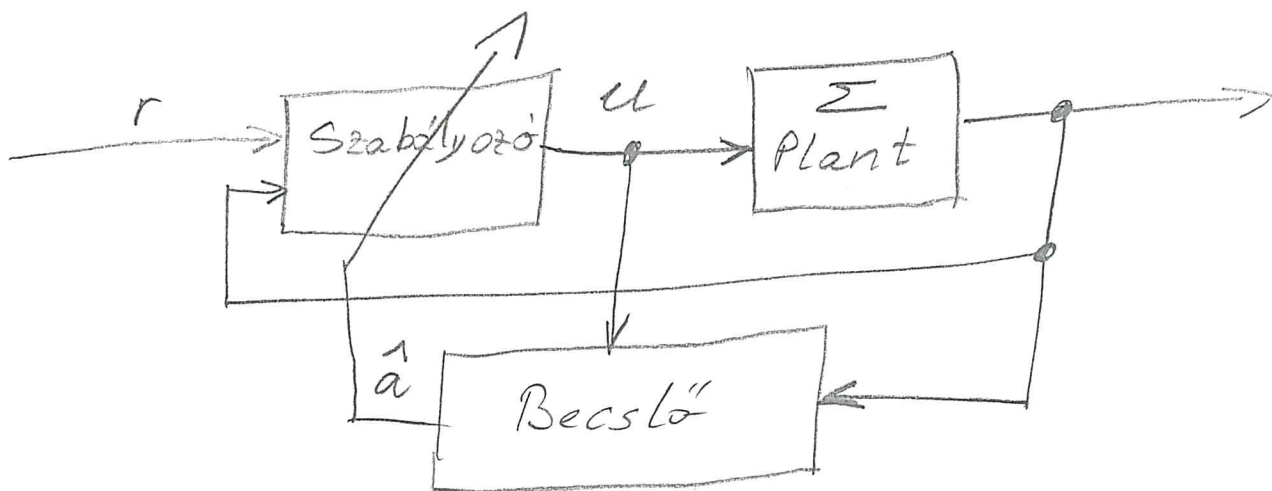 r
Szabályozó
u
Σ
Plant
â
Becslő